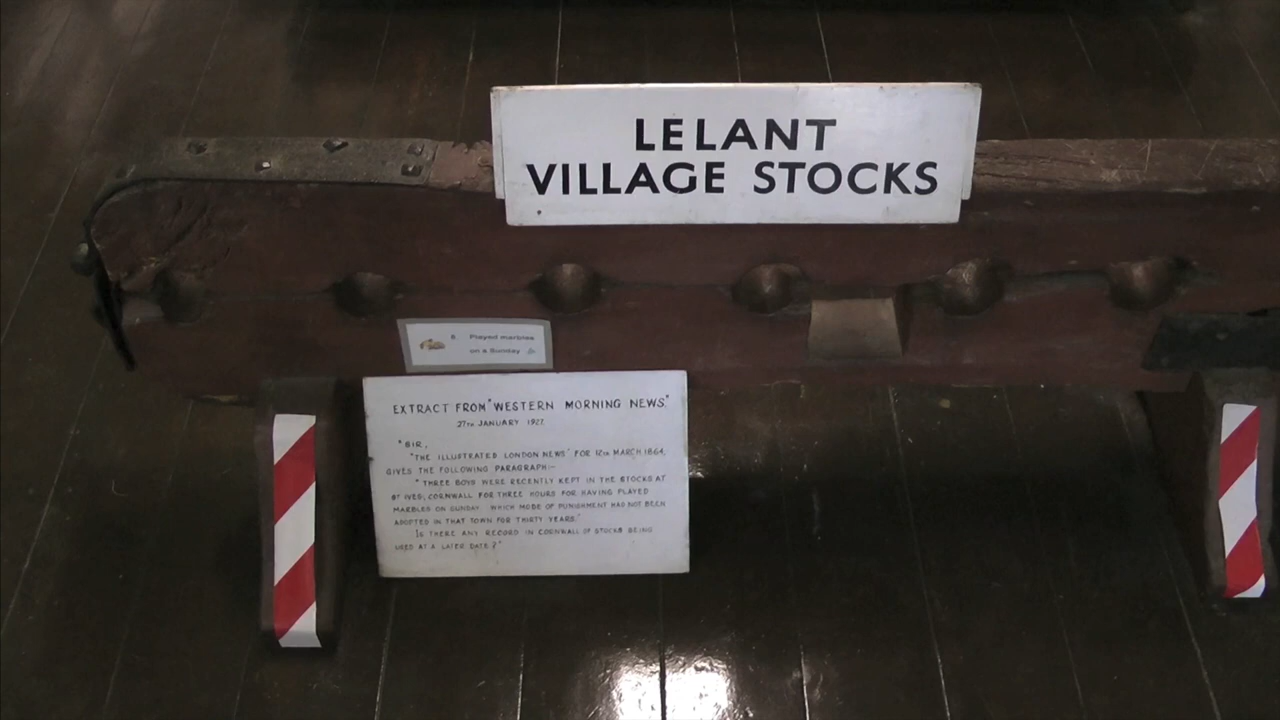 LELANT
VILLAGE STOCKS
6. Played marbles
on a Sunday
EXTRACT FROM "WESTERN MORNING NEWS."
27TH JANUARY 1927
"SIR,
"THE ILLUSTRATED LONDON NEWS" FOR 12TH MARCH 1864,
GIVES THE FOLLOWING PARAGRAPH:-
"THREE BOYS WERE RECENTLY KEPT IN THE STOCKS AT
ST IVES, CORNWALL FOR THREE HOURS FOR HAVING PLAYED
MARBLES ON SUNDAY. WHICH MODE OF PUNISHMENT HAD NOT BEEN
ADOPTED IN THAT TOWN FOR THIRTY YEARS."
IS THERE ANY RECORD IN CORNWALL OF STOCKS BEING
USED AT A LATER DATE?"